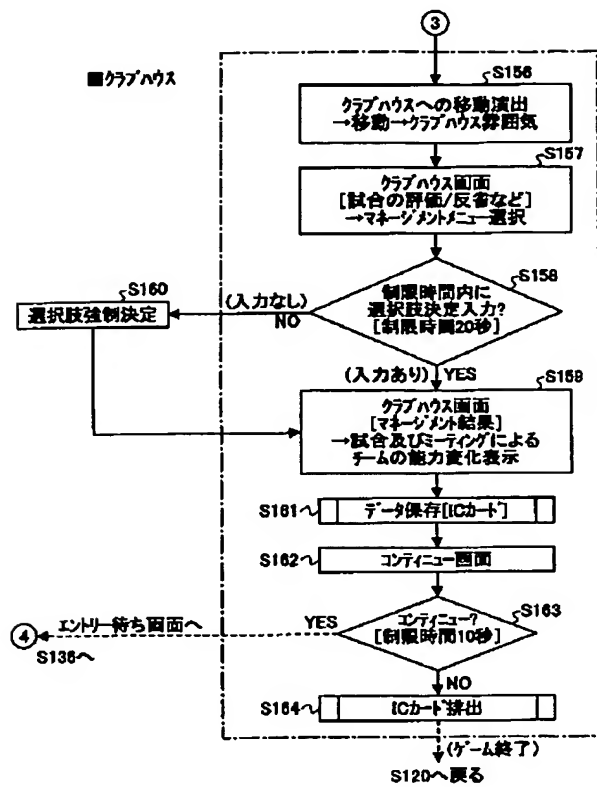 3
■クラブハウス
S156
クラブハウスへの移動演出
→移動→クラブハウス雰囲気
S157
クラブハウス画面
[試合の評価/反省など]
→マネージメントメニュー選択
S158
制限時間内に
選択肢決定入力?
[制限時間20秒]
(入力なし)
NO
S160
選択肢強制決定
(入力あり) YES
S159
クラブハウス画面
[マネージメント結果]
→試合及びミーティングによる
チームの能力変化表示
S161
データ保存[ICカード]
S162
コンティニュー画面
S163
コンティニュー?
[制限時間10秒]
YES
エントリー待ち画面へ
4
S136へ
NO
S164
ICカード排出
(ゲーム終了)
S120へ戻る